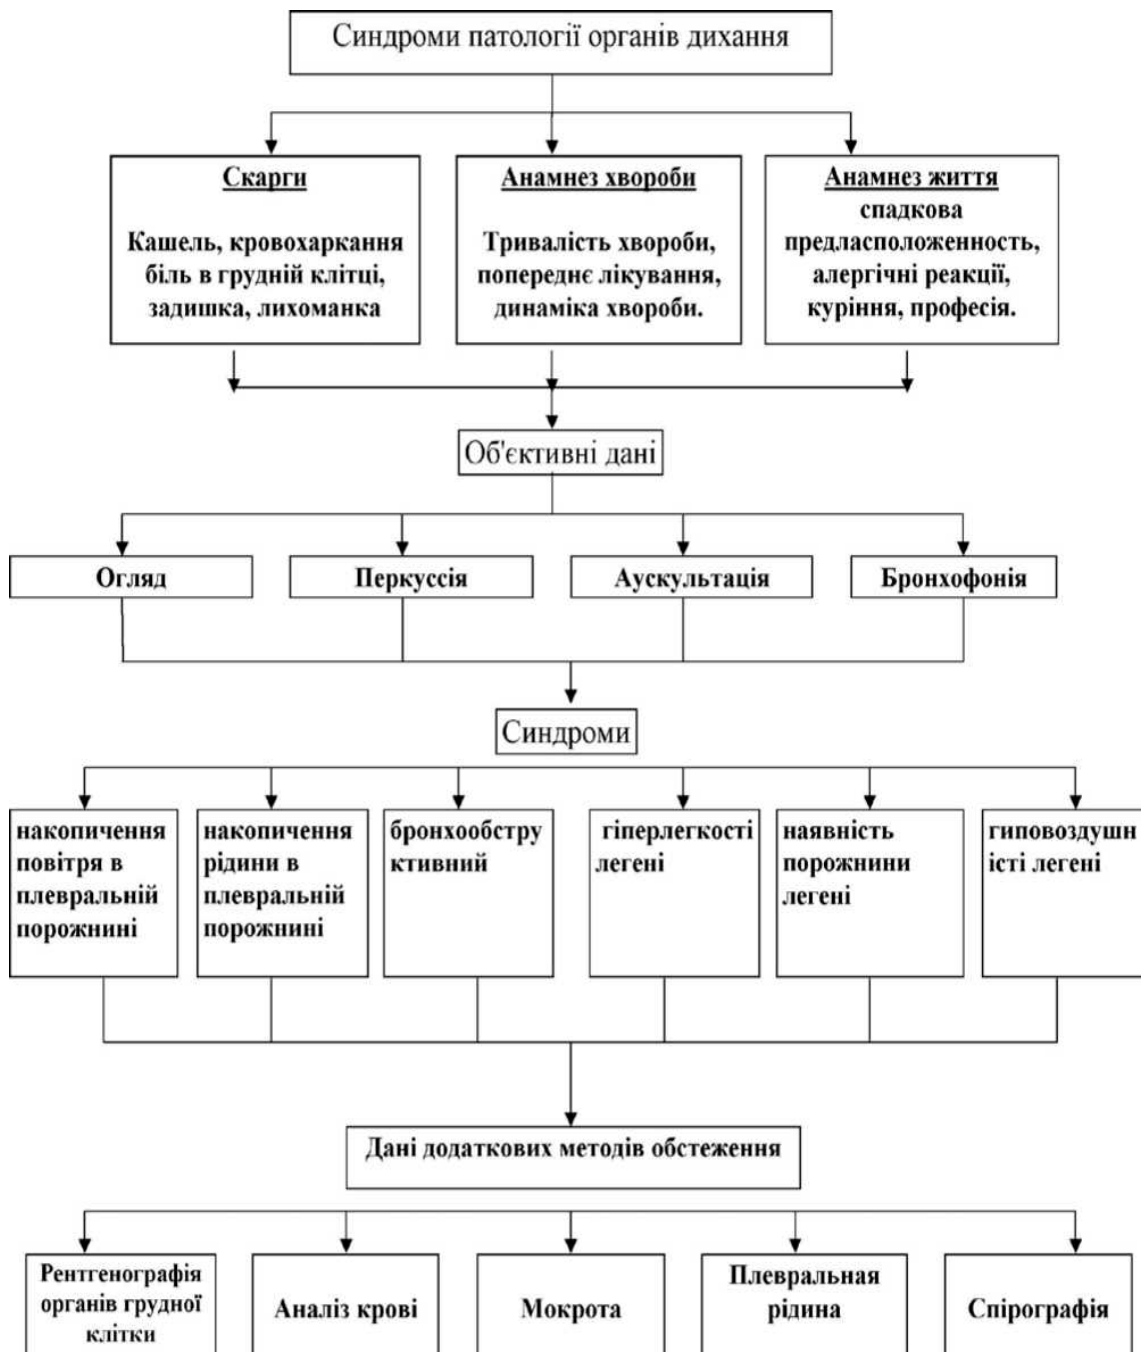 Синдроми патології органів дихання
Скарги
Кашель, кровохаркання
біль в грудній клітці,
задишка, лихоманка
Анамнез хвороби
Тривалість хвороби,
попереднє лікування,
динаміка хвороби.
Анамнез життя
спадкова
предласположенность,
алергічні реакції,
куріння, професія.
Об'єктивні дані
Огляд
Перкуссія
Аускультація
Бронхофонія
Синдроми
накопичення
повітря в
плевральній
порожнині
накопичення
рідини в
плевральній
порожнині
бронхообстру
ктивний
гіперлегкості
легені
наявність
порожнини
легені
гиповоздушн
істі легені
Дані додаткових методів обстеження
Рентгенографія
органів грудної
клітки
Аналіз крові
Мокрота
Плевральная
рідина
Спірографія